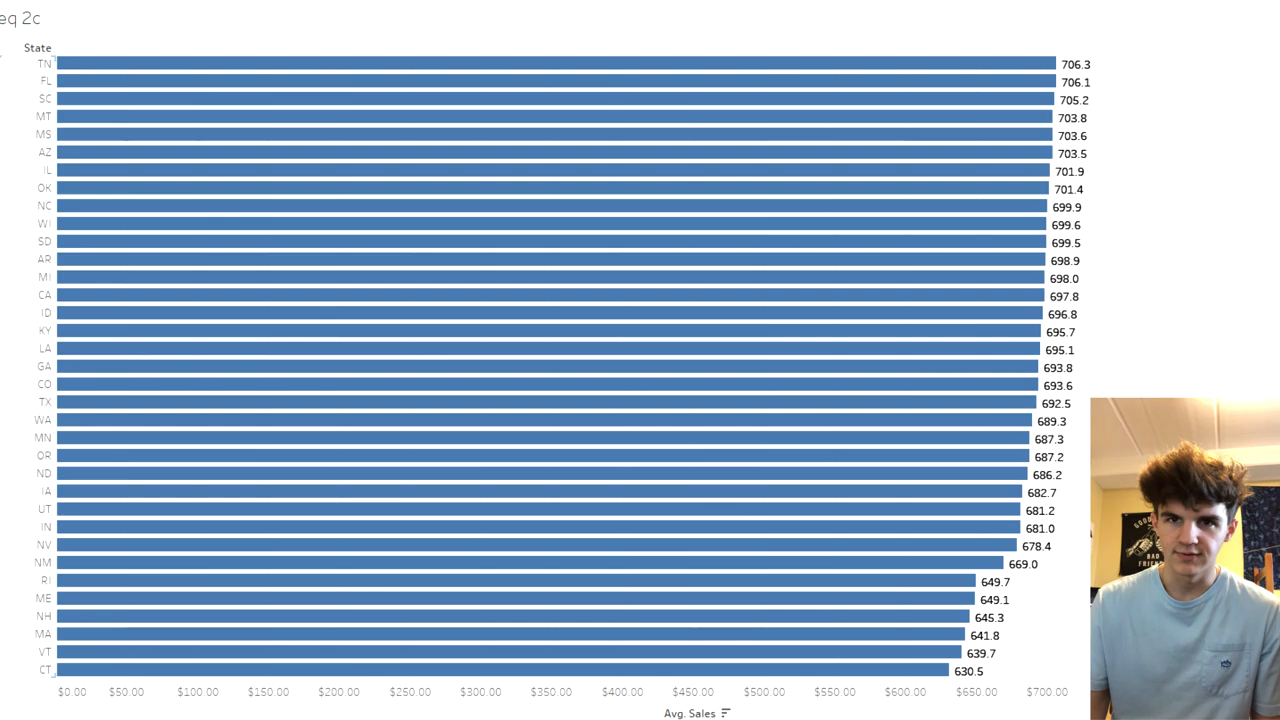 eq 2c
State
TN 706.3
FL 706.1
SC 705.2
MT 703.8
MS 703.6
AZ 703.5
IL 701.9
OK 701.4
NC 699.9
WI 699.6
SD 699.5
AR 698.9
MI 698.0
CA 697.8
ID 696.8
KY 695.7
LA 695.1
GA 693.8
CO 693.6
TX 692.5
WA 689.3
MN 687.3
OR 687.2
ND 686.2
IA 682.7
UT 681.2
IN 681.0
NV 678.4
NM 669.0
RI 649.7
ME 649.1
NH 645.3
MA 641.8
VT 639.7
CT 630.5
$0.00 $50.00 $100.00 $150.00 $200.00 $250.00 $300.00 $350.00 $400.00 $450.00 $500.00 $550.00 $600.00 $650.00 $700.00
Avg. Sales
GOOD
BAD
FRIEN